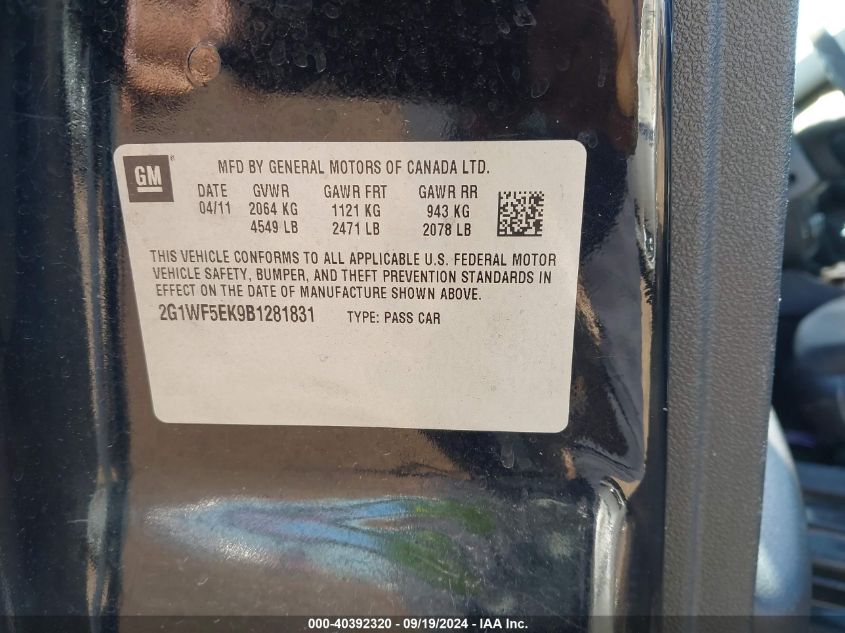 GM
MFD BY GENERAL MOTORS OF CANADA LTD.
DATE GVWR GAWR FRT GAWR RR
04/11 2064 KG 1121 KG 943 KG
4549 LB 2471 LB 2078 LB
THIS VEHICLE CONFORMS TO ALL APPLICABLE U.S. FEDERAL MOTOR
VEHICLE SAFETY, BUMPER, AND THEFT PREVENTION STANDARDS IN
EFFECT ON THE DATE OF MANUFACTURE SHOWN ABOVE.
2G1WF5EK9B1281831 TYPE: PASS CAR
000-40392320 - 09/19/2024 - IAA Inc.